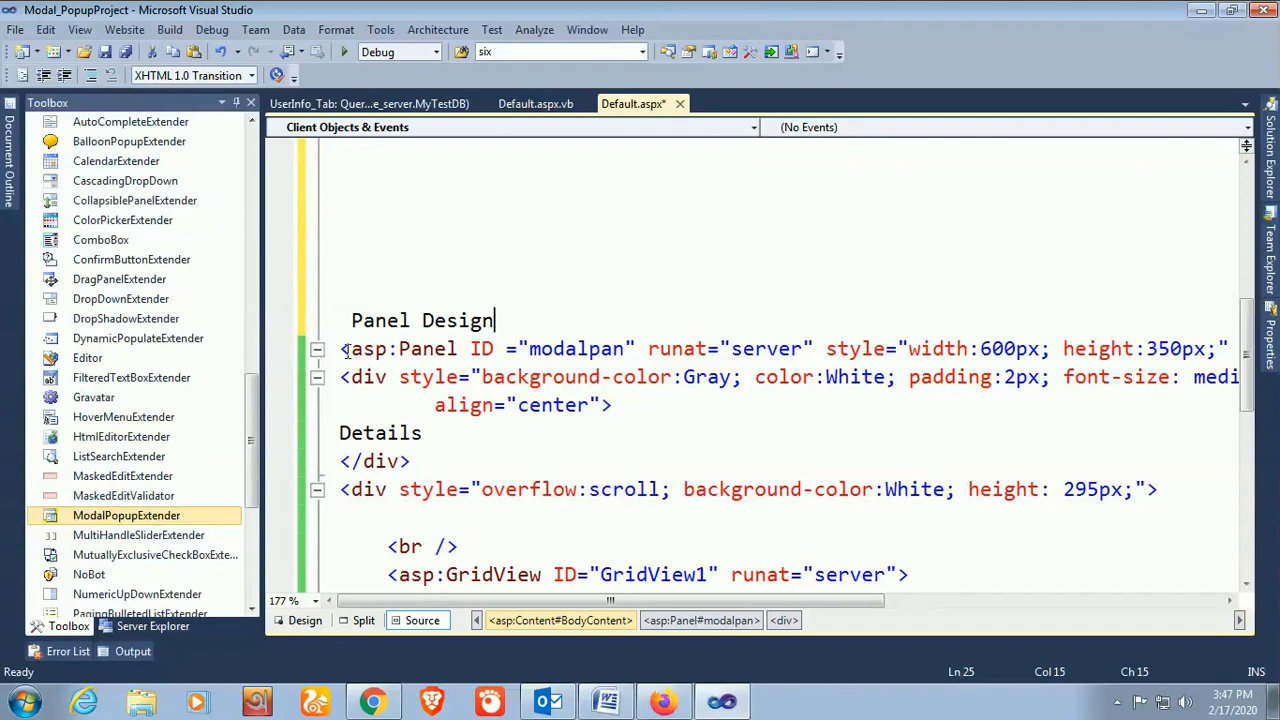 Modal_PopupProject - Microsoft Visual Studio
File Edit View Website Build Debug Team Data Format Tools Architecture Test Analyze Window Help
Debug six
XHTML 1.0 Transition
Toolbox
UserInfo_Tab: Quer...e_server.MyTestDB) Default.aspx.vb Default.aspx*
Client Objects & Events (No Events)
Document Outline
AutoCompleteExtender
BalloonPopupExtender
CalendarExtender
CascadingDropDown
CollapsiblePanelExtender
ColorPickerExtender
ComboBox
ConfirmButtonExtender
DragPanelExtender
DropDownExtender
DropShadowExtender
DynamicPopulateExtender
Editor
FilteredTextBoxExtender
Gravatar
HoverMenuExtender
HtmlEditorExtender
ListSearchExtender
MaskedEditExtender
MaskedEditValidator
ModalPopupExtender
MultiHandleSliderExtender
MutuallyExclusiveCheckBoxExte...
NoBot
NumericUpDownExtender
PagingBulletedListExtender
Panel Design
<asp:Panel ID ="modalpan" runat="server" style="width:600px; height:350px;"
<div style="background-color:Gray; color:White; padding:2px; font-size: medi
align="center">
Details
</div>
<div style="overflow:scroll; background-color:White; height: 295px;">
<br />
<asp:GridView ID="GridView1" runat="server">
Solution Explorer
Team Explorer
Properties
177 %
Design Split Source <asp:Content#BodyContent> <asp:Panel#modalpan> <div>
Toolbox Server Explorer
Error List Output
Ready Ln 25 Col 15 Ch 15 INS
3:47 PM
2/17/2020